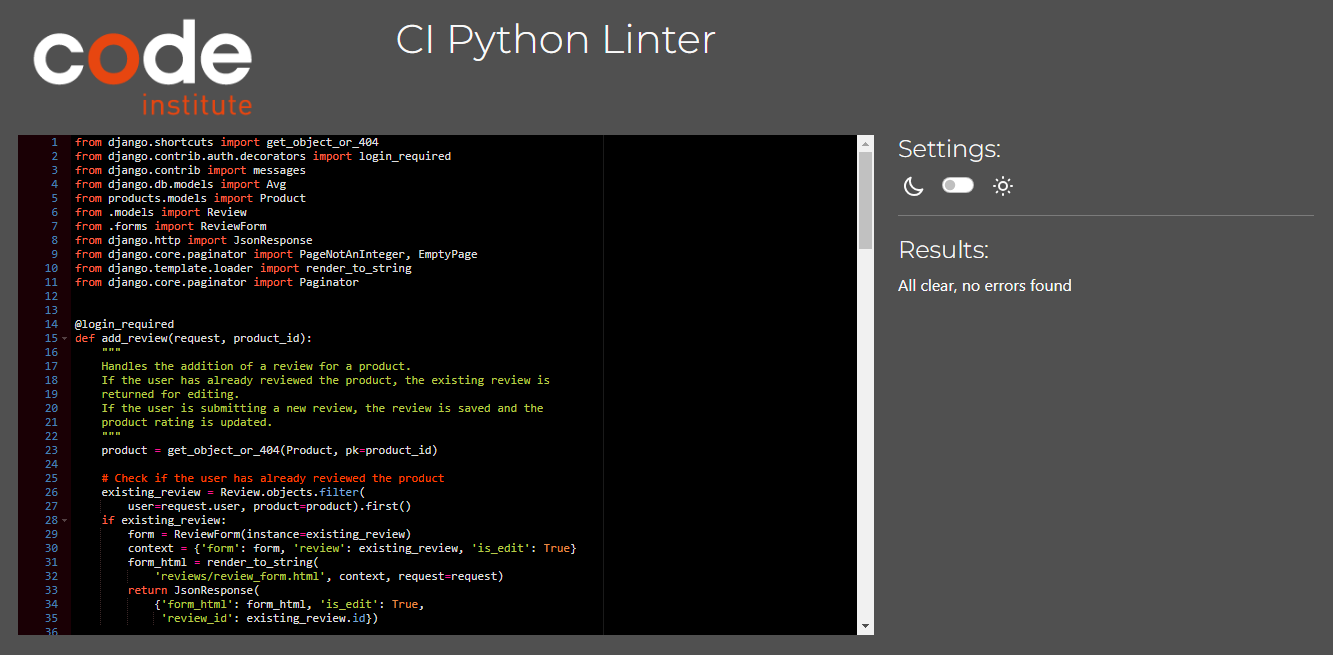 code
institute
CI Python Linter
1 from django.shortcuts import get_object_or_404
2 from django.contrib.auth.decorators import login_required
3 from django.contrib import messages
4 from django.db.models import Avg
5 from products.models import Product
6 from .models import Review
7 from .forms import ReviewForm
8 from django.http import JsonResponse
9 from django.core.paginator import PageNotAnInteger, EmptyPage
10 from django.template.loader import render_to_string
11 from django.core.paginator import Paginator
12
13
14 @login_required
15 def add_review(request, product_id):
16     """
17     Handles the addition of a review for a product.
18     If the user has already reviewed the product, the existing review is
19     returned for editing.
20     If the user is submitting a new review, the review is saved and the
21     product rating is updated.
22     """
23     product = get_object_or_404(Product, pk=product_id)
24
25     # Check if the user has already reviewed the product
26     existing_review = Review.objects.filter(
27         user=request.user, product=product).first()
28     if existing_review:
29         form = ReviewForm(instance=existing_review)
30         context = {'form': form, 'review': existing_review, 'is_edit': True}
31         form_html = render_to_string(
32             'reviews/review_form.html', context, request=request)
33         return JsonResponse(
34             {'form_html': form_html, 'is_edit': True,
35              'review_id': existing_review.id})
36
Settings:
Results:
All clear, no errors found